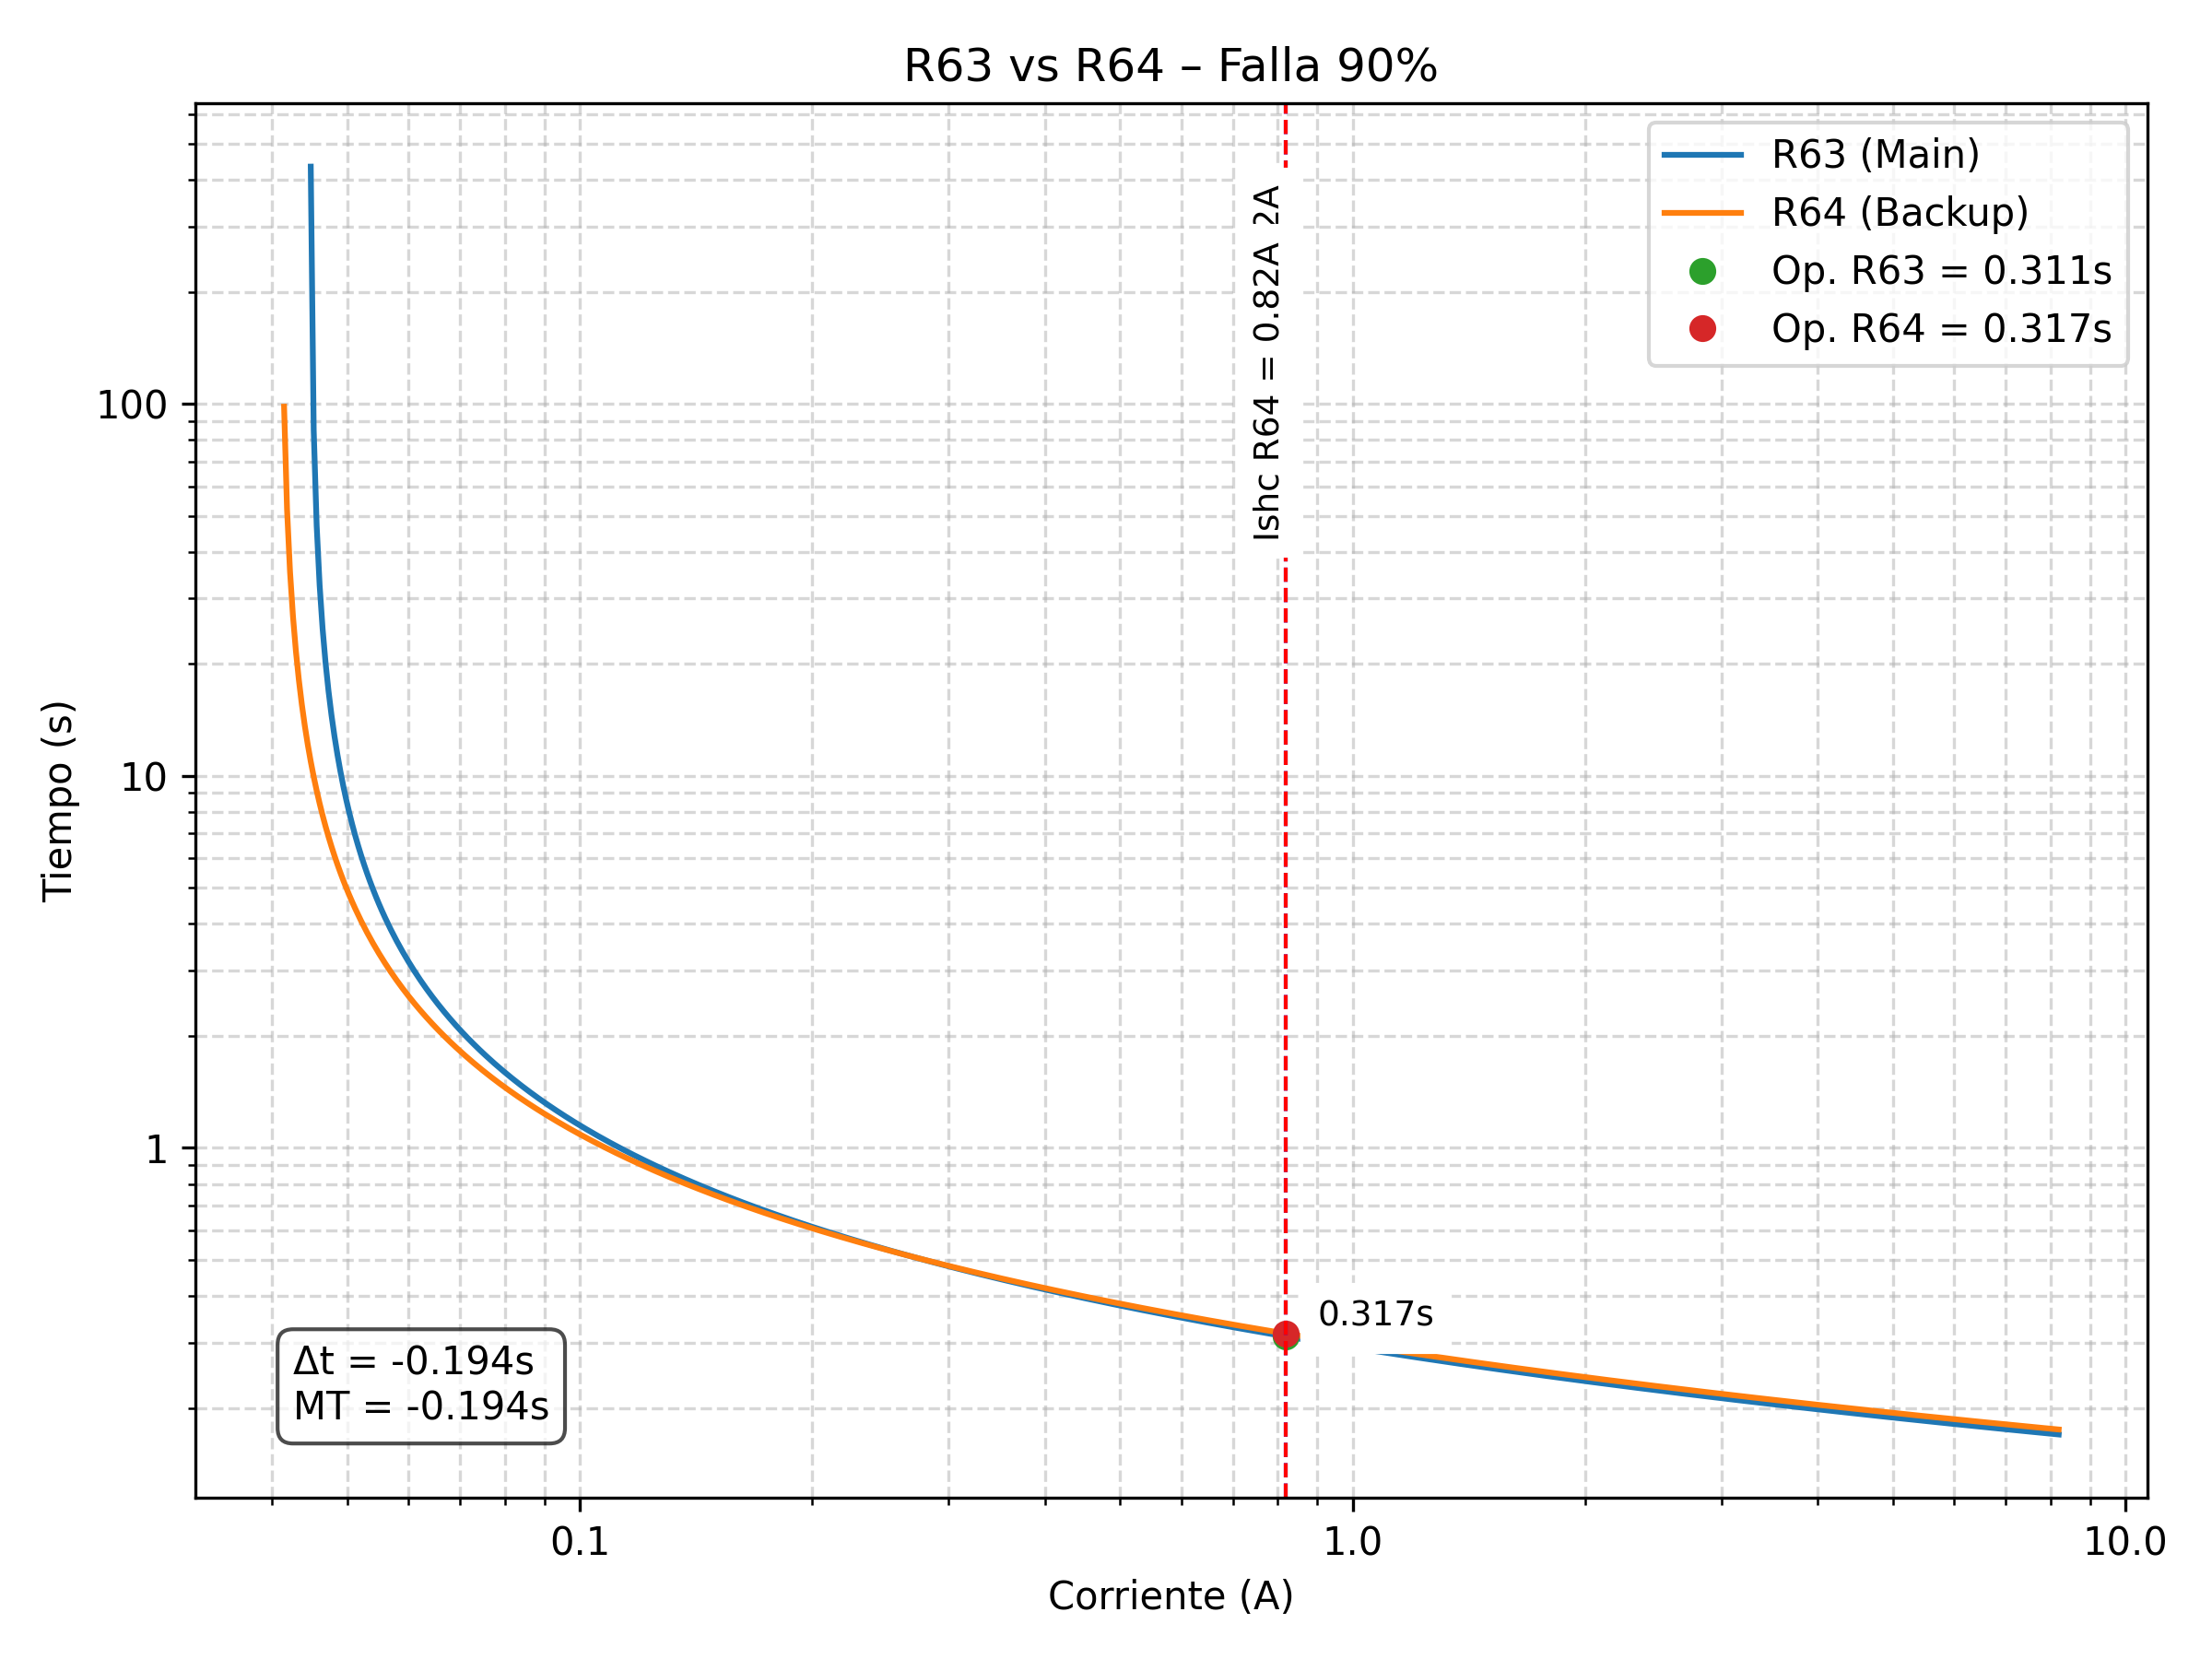 R63 vs R64 – Falla 90%
R63 (Main)
R64 (Backup)
Op. R63 = 0.311s
Op. R64 = 0.317s
2A
Ishc R64 = 0.82A
100
10
1
Tiempo (s)
0.317s
Δt = -0.194s
MT = -0.194s
0.1
1.0
10.0
Corriente (A)